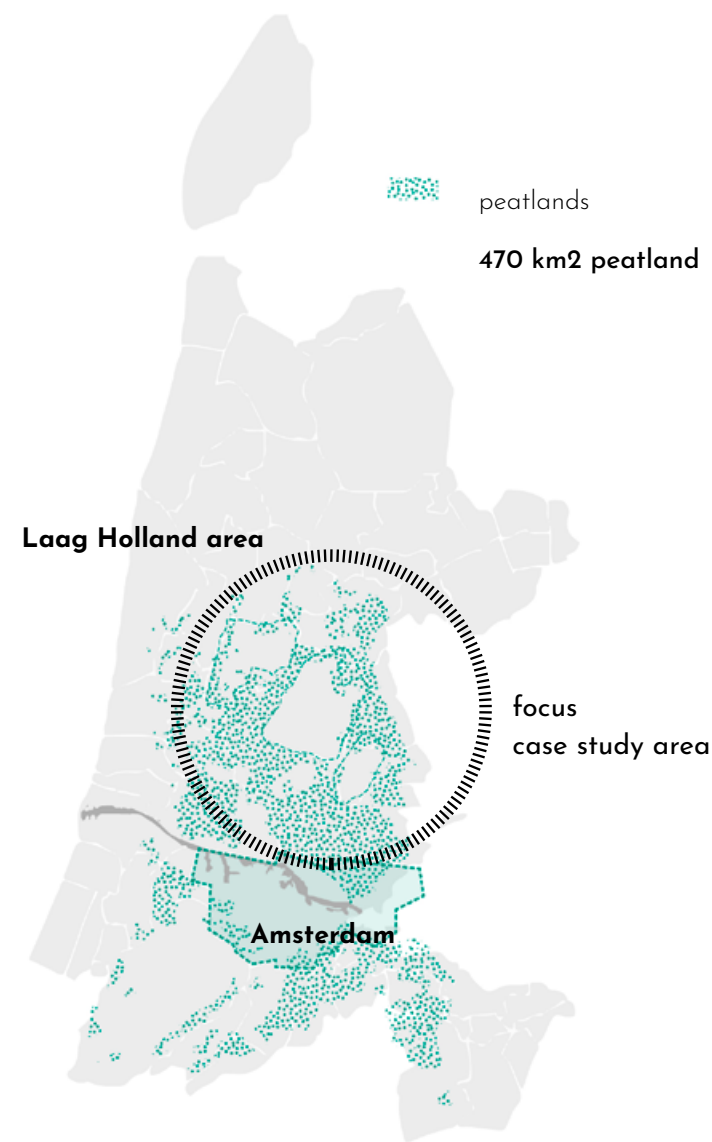 peatlands
470 km2 peatland
Laag Holland area
focus
case study area
Amsterdam